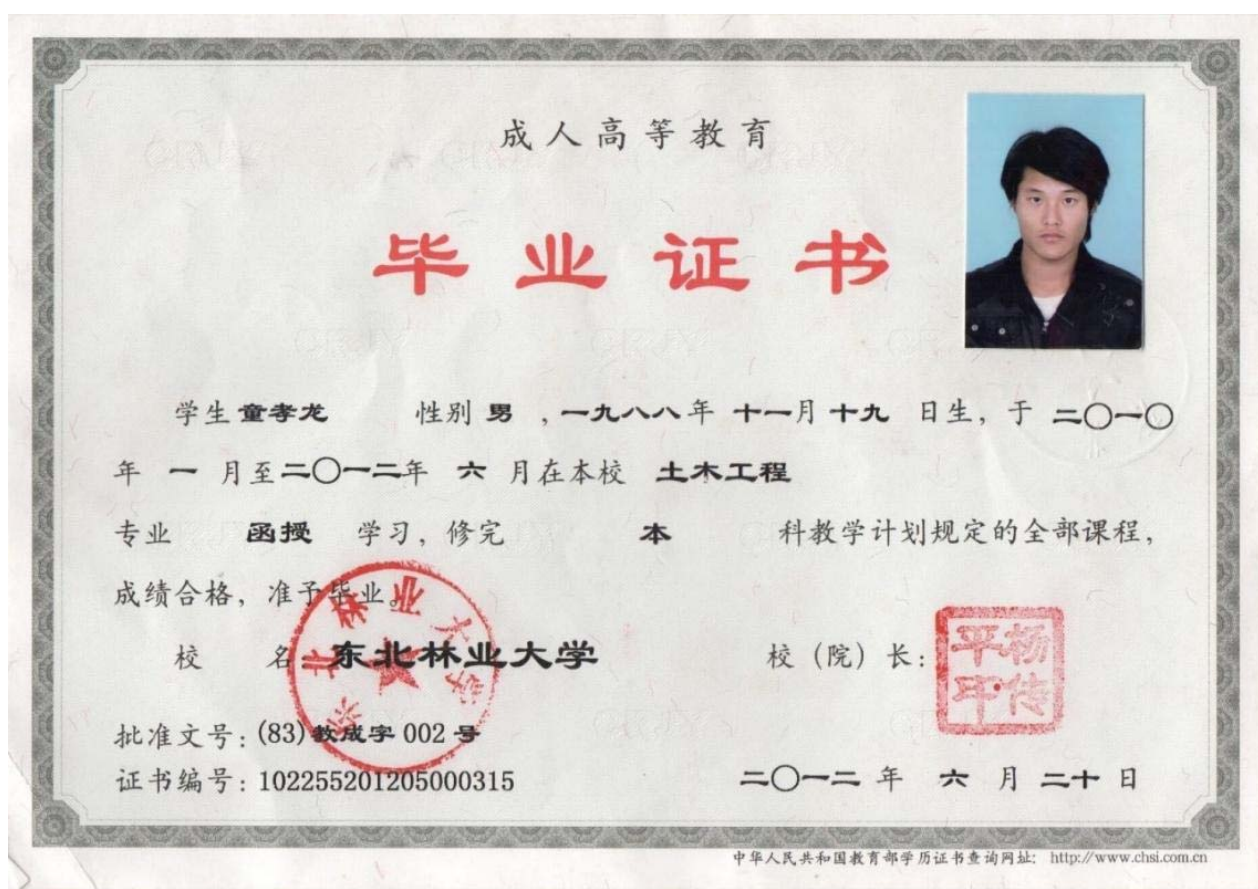 成人高等教育
毕业证书
学生 童孝龙 性别 男 ,一九八八年 十一月 十九 日生, 于 二〇一〇
年 一 月至二〇一二年 六 月在本校 土木工程
专业 函授 学习, 修完 本 科教学计划规定的全部课程,
成绩合格, 准予毕业。
校 名: 东北林业大学 校 (院) 长: 杨传平印
批准文号: (83)教成字 002 号
证书编号: 102255201205000315 二〇一二 年 六 月 二十 日
中华人民共和国教育部学历证书查询网址: http://www.chsi.com.cn